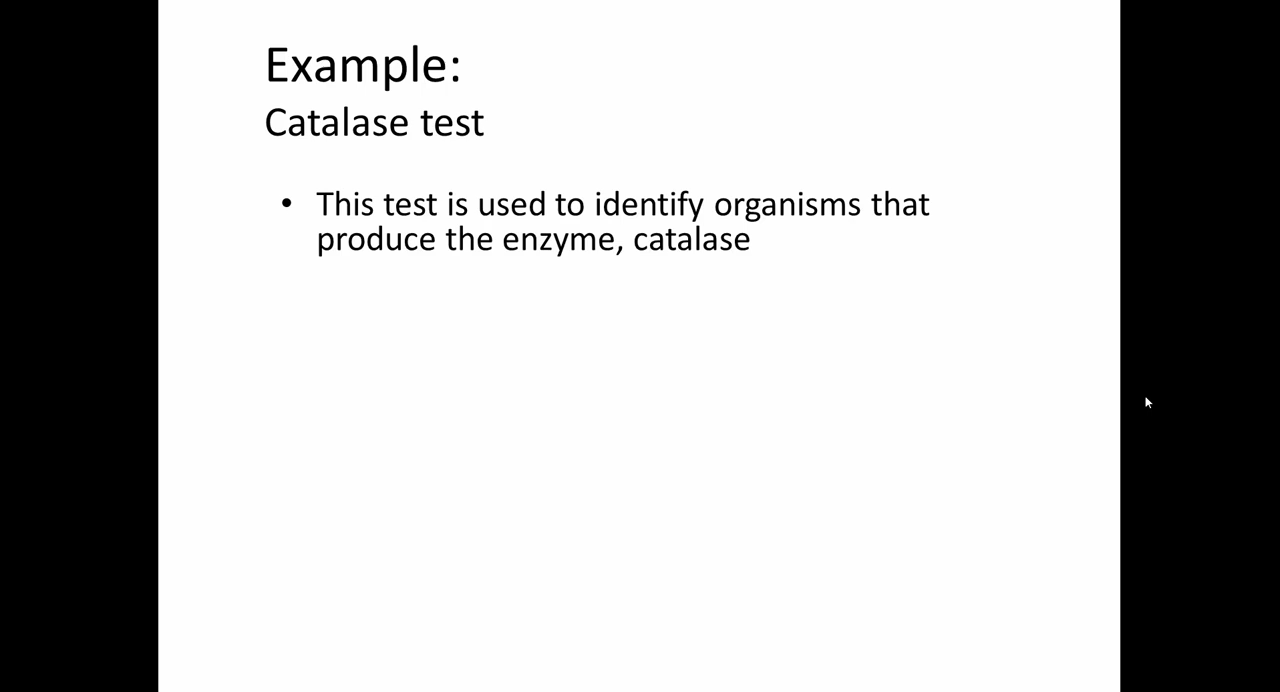 Example:
Catalase test
• This test is used to identify organisms that
produce the enzyme, catalase